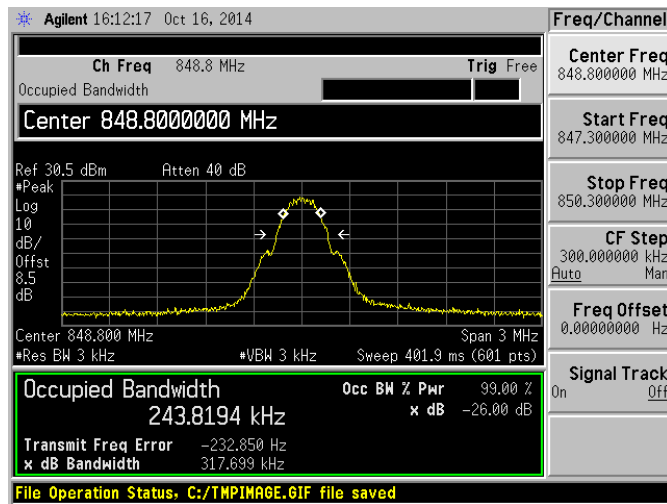 Agilent 16:12:17 Oct 16, 2014
Freq/Channel
Ch Freq 848.8 MHz Trig Free
Occupied Bandwidth
Center 848.8000000 MHz
Ref 30.5 dBm Atten 40 dB
#Peak
Log
10
dB/
Offst
8.5
dB
Center 848.800 MHz Span 3 MHz
#Res BW 3 kHz #VBW 3 kHz Sweep 401.9 ms (601 pts)
Occupied Bandwidth Occ BW % Pwr 99.00 %
243.8194 kHz x dB -26.00 dB
Transmit Freq Error -232.850 Hz
x dB Bandwidth 317.699 kHz
File Operation Status, C:/TMPIMAGE.GIF file saved
Center Freq
848.800000 MHz
Start Freq
847.300000 MHz
Stop Freq
850.300000 MHz
CF Step
300.000000 kHz
Auto Man
Freq Offset
0.00000000 Hz
Signal Track
On Off